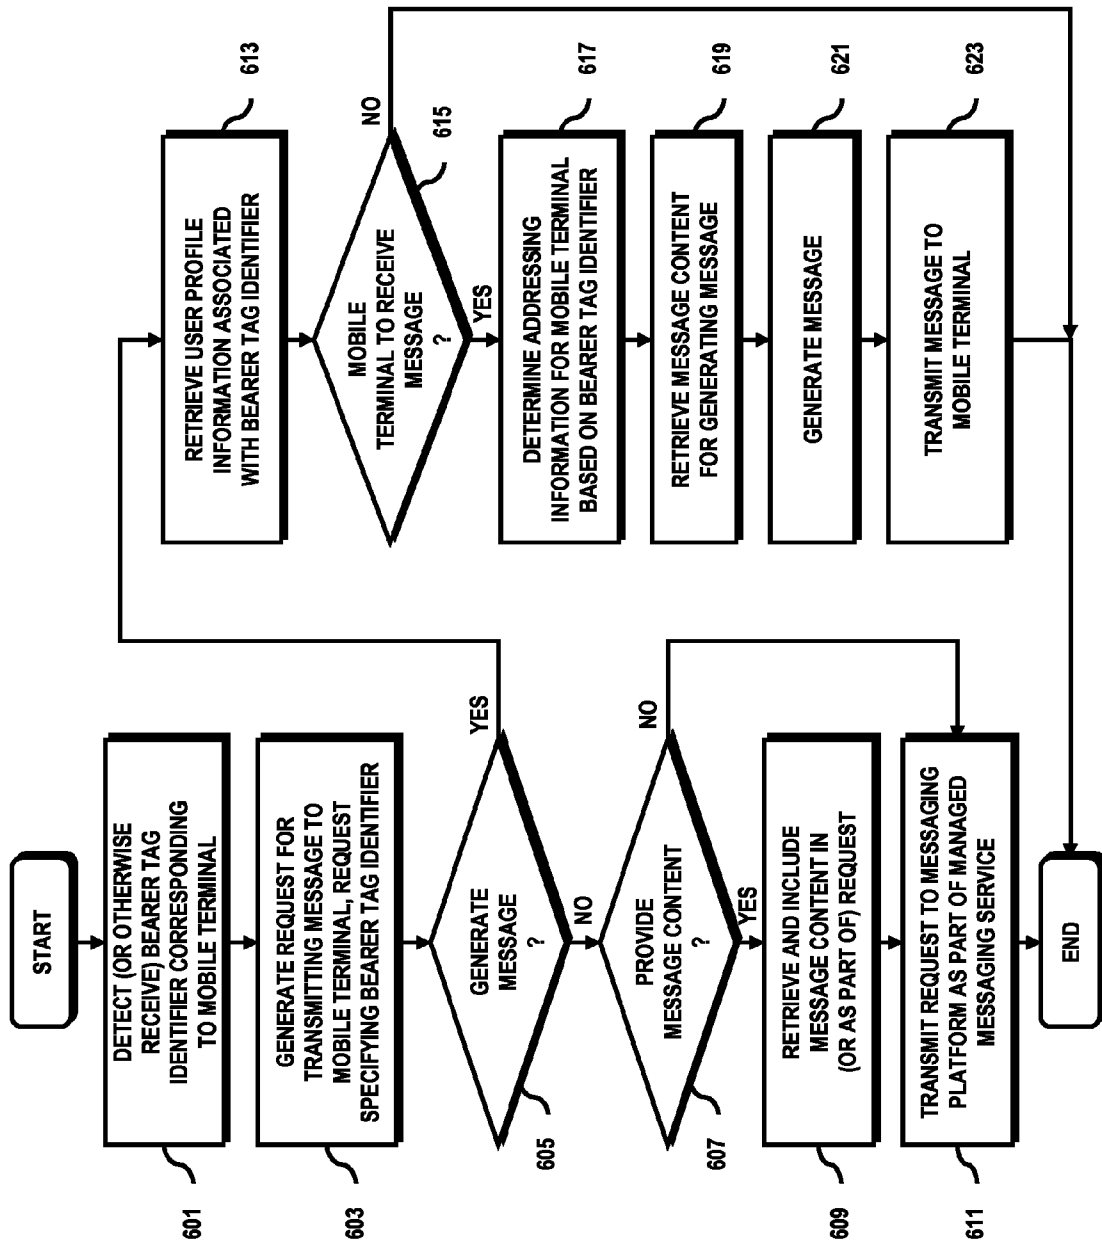 START
601
DETECT (OR OTHERWISE
RECEIVE) BEARER TAG
IDENTIFIER CORRESPONDING
TO MOBILE TERMINAL
603
GENERATE REQUEST FOR
TRANSMITTING MESSAGE TO
MOBILE TERMINAL, REQUEST
SPECIFYING BEARER TAG IDENTIFIER
605
GENERATE
MESSAGE
?
YES
NO
607
PROVIDE
MESSAGE CONTENT
?
NO
YES
609
RETRIEVE AND INCLUDE
MESSAGE CONTENT IN
(OR AS PART OF) REQUEST
611
TRANSMIT REQUEST TO MESSAGING
PLATFORM AS PART OF MANAGED
MESSAGING SERVICE
END
613
RETRIEVE USER PROFILE
INFORMATION ASSOCIATED
WITH BEARER TAG IDENTIFIER
NO
615
MOBILE
TERMINAL TO RECEIVE
MESSAGE
?
YES
617
DETERMINE ADDRESSING
INFORMATION FOR MOBILE TERMINAL
BASED ON BEARER TAG IDENTIFIER
619
RETRIEVE MESSAGE CONTENT
FOR GENERATING MESSAGE
621
GENERATE MESSAGE
623
TRANSMIT MESSAGE TO
MOBILE TERMINAL